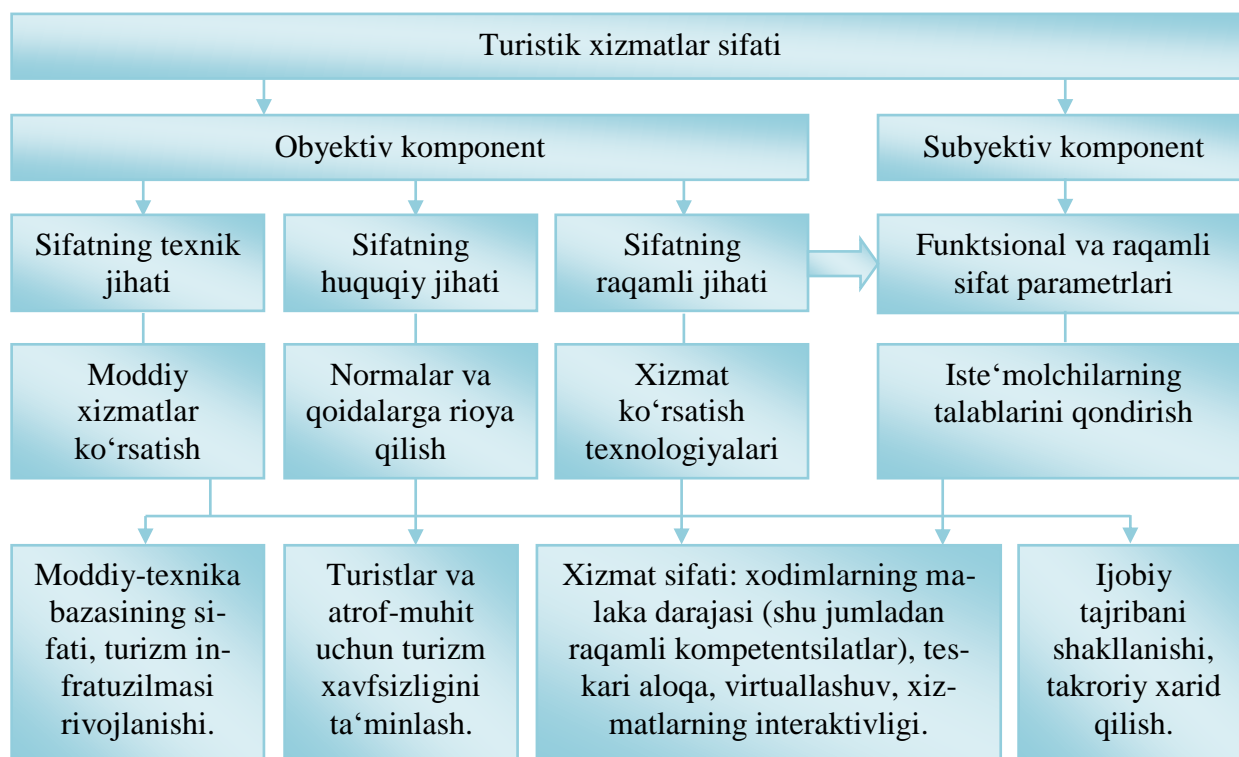 Turistik xizmatlar sifati
Obyektiv komponent
Subyektiv komponent
Sifatning texnik
jihati
Sifatning
huquqiy jihati
Sifatning
raqamli jihati
Funktsional va raqamli
sifat parametrlari
Moddiy
xizmatlar
ko‘rsatish
Normalar va
qoidalarga rioya
qilish
Xizmat
ko‘rsatish
texnologiyalari
Iste‘molchilarning
talablarini qondirish
Moddiy-texnika
bazasining si-
fati, turizm in-
fratuzilmasi
rivojlanishi.
Turistlar va
atrof-muhit
uchun turizm
xavfsizligini
ta‘minlash.
Xizmat sifati: xodimlarning ma-
laka darajasi (shu jumladan
raqamli kompetentsilatlar), tes-
kari aloqa, virtuallashuv, xiz-
matlarning interaktivligi.
Ijobiy
tajribani
shakllanishi,
takroriy xarid
qilish.